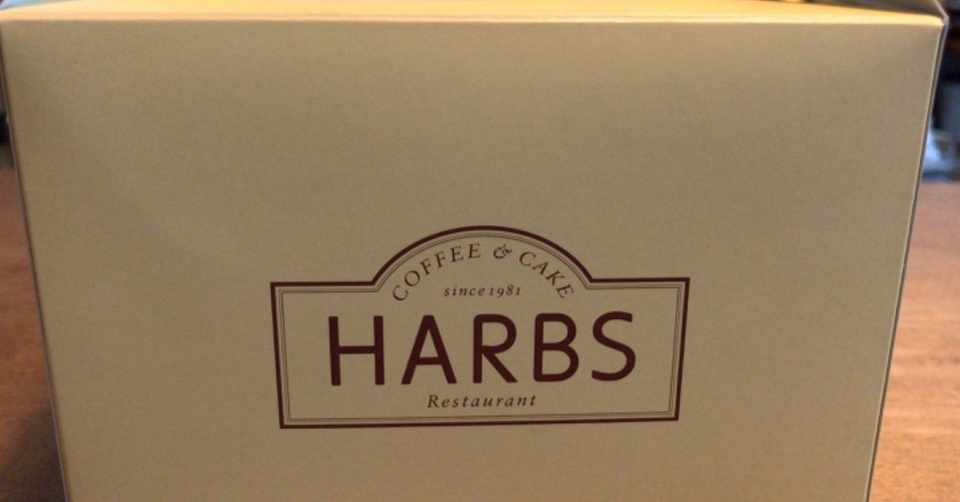 COFFEE & CAKE
since 1981
HARBS
Restaurant